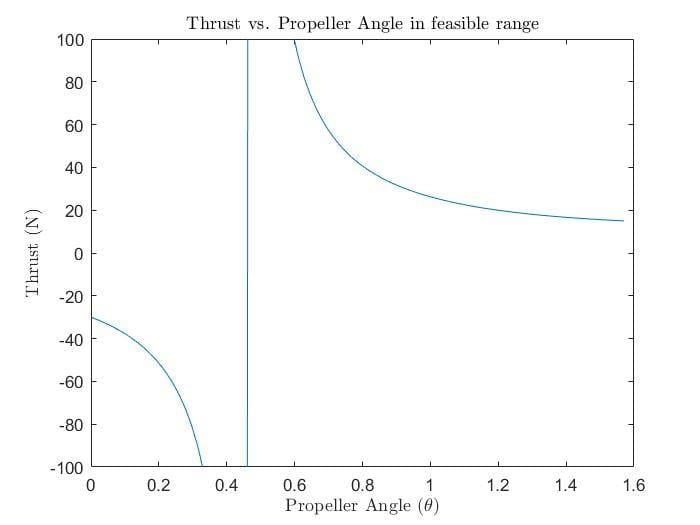 Thrust vs. Propeller Angle in feasible range
100
80
60
40
20
0
-20
-40
-60
-80
-100
Thrust (N)
0 0.2 0.4 0.6 0.8 1 1.2 1.4 1.6
Propeller Angle (θ)